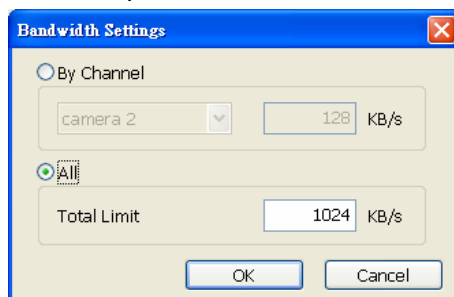 Bandwidth Settings
By Channel
camera 2 128 KB/s
All
Total Limit 1024 KB/s
OK Cancel